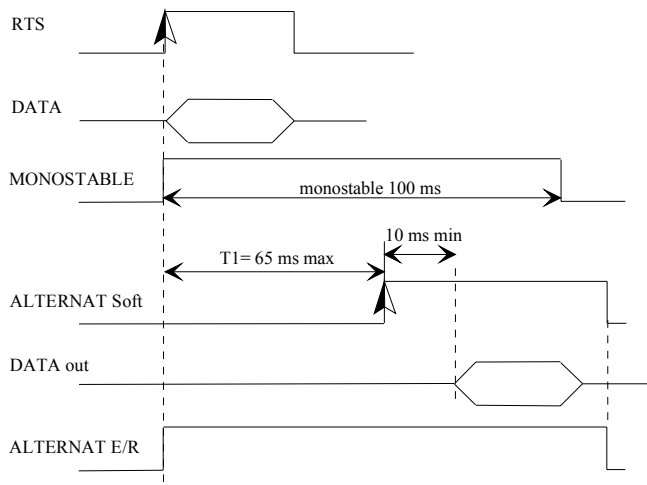 RTS
DATA
MONOSTABLE
monostable 100 ms
10 ms min
T1= 65 ms max
ALTERNAT Soft
DATA out
ALTERNAT E/R